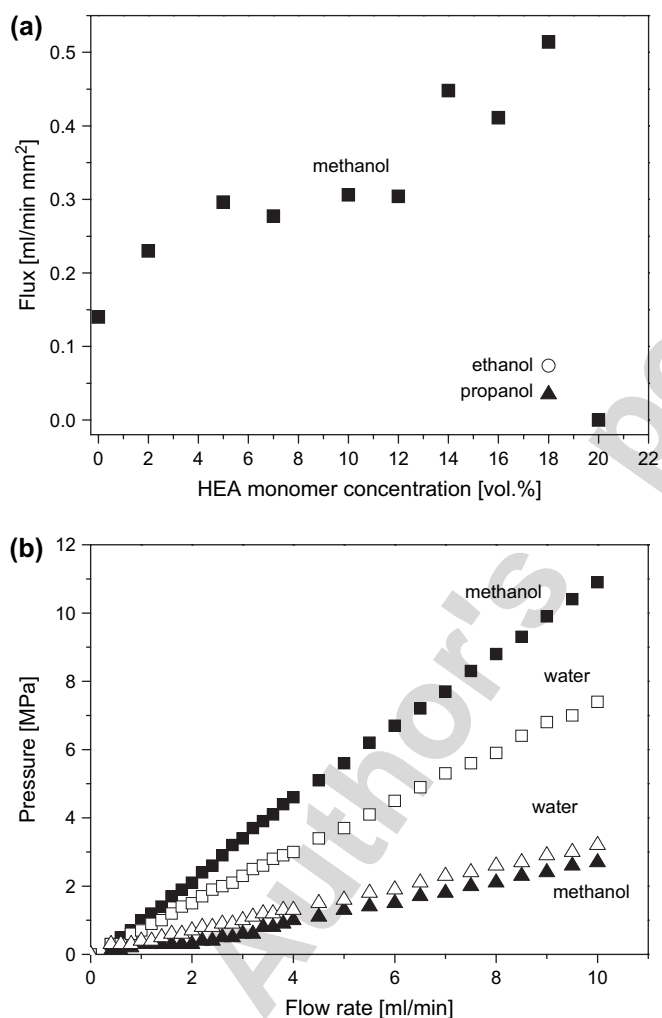 (a)
0.5
0.4
0.3
0.2
0.1
0.0
Flux [ml/min mm²]
methanol
ethanol
propanol
0 2 4 6 8 10 12 14 16 18 20 22
HEA monomer concentration [vol.%]
(b)
12
10
8
6
4
2
0
Pressure [MPa]
methanol
water
water
methanol
0 2 4 6 8 10
Flow rate [ml/min]
Author's